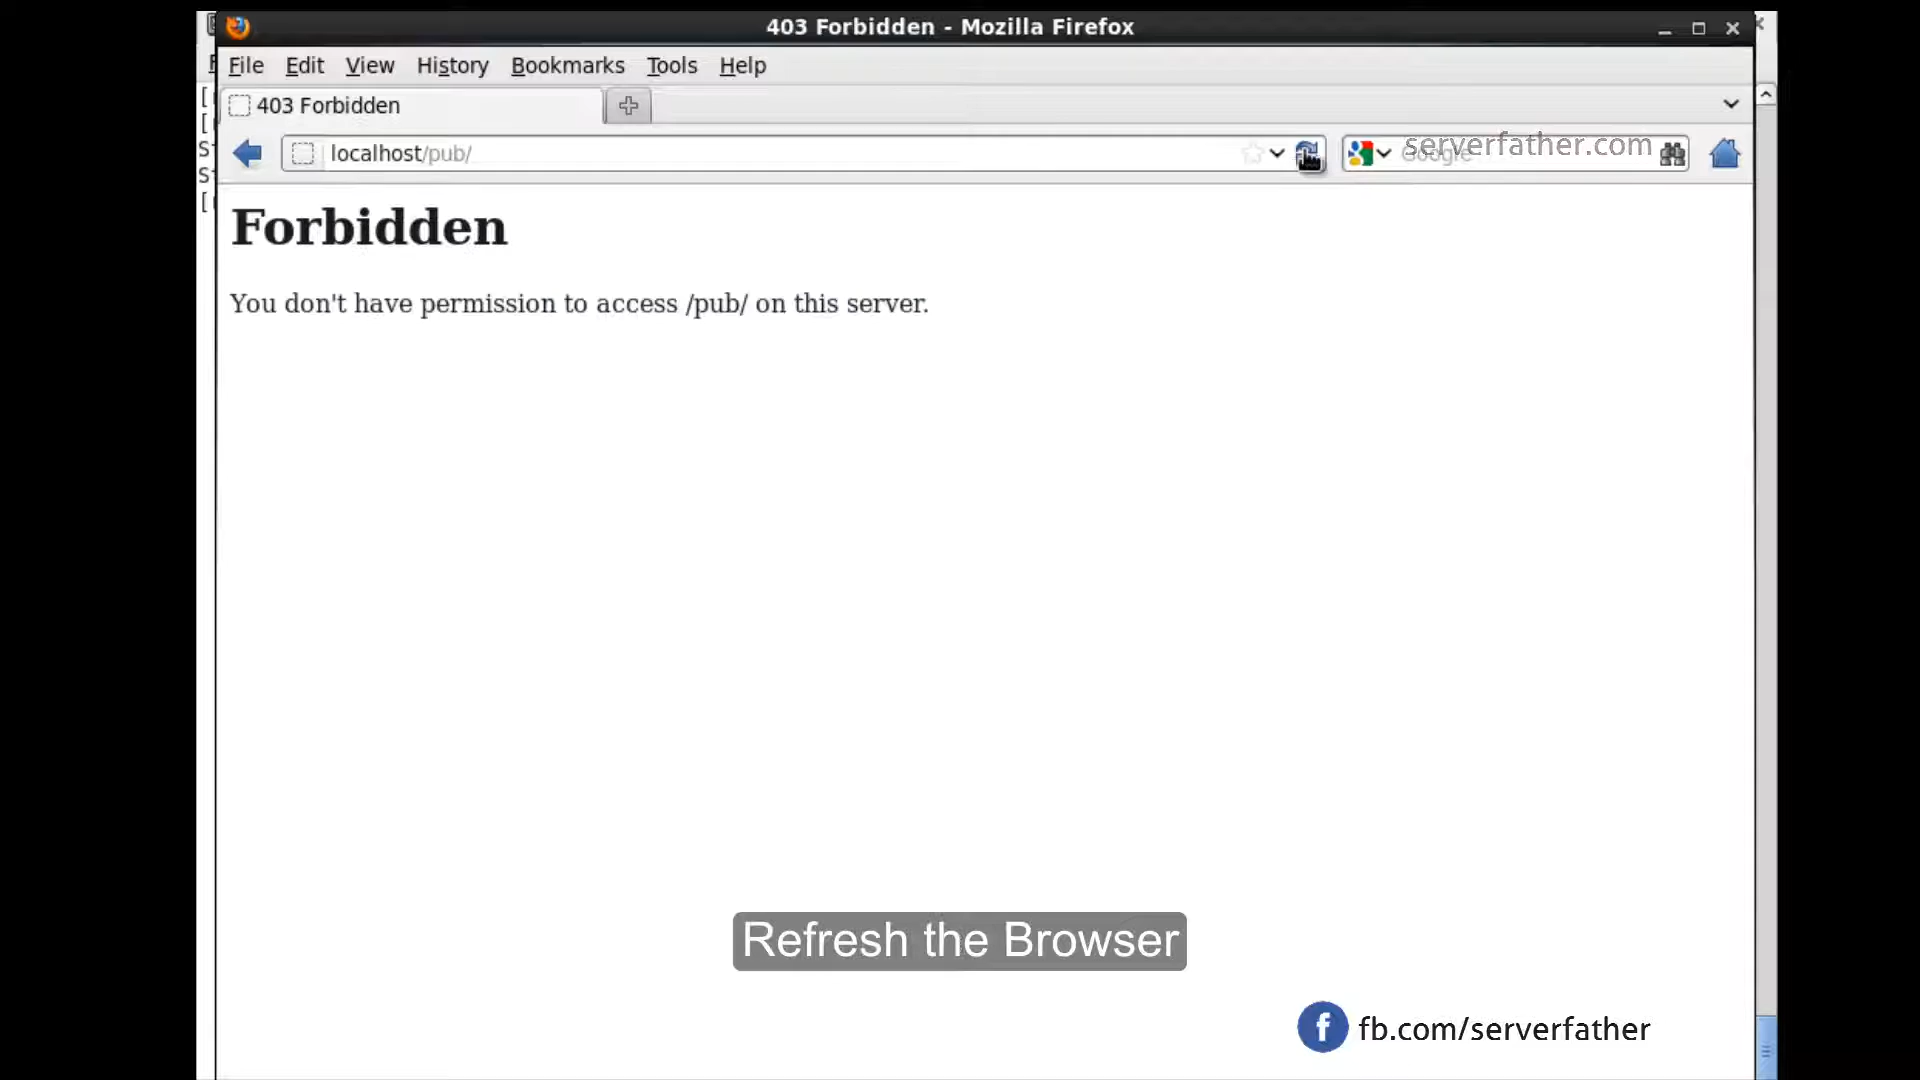 403 Forbidden - Mozilla Firefox
File Edit View History Bookmarks Tools Help
403 Forbidden
localhost/pub/
Google
serverfather.com
Forbidden
You don't have permission to access /pub/ on this server.
Refresh the Browser
f fb.com/serverfather